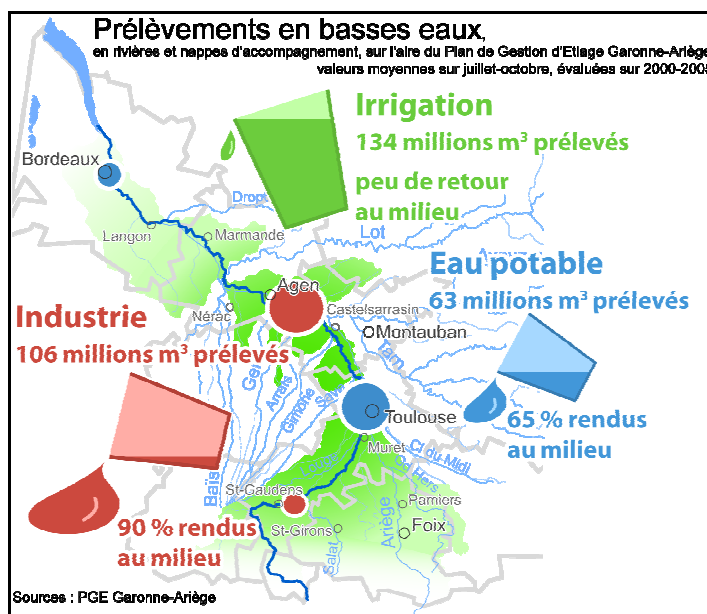 Prélèvements en basses eaux,
en rivières et nappes d'accompagnement, sur l'aire du Plan de Gestion d'Etiage Garonne-Ariège
valeurs moyennes sur juillet-octobre, évaluées sur 2000-2005
Irrigation
134 millions m³ prélevés
peu de retour
au milieu
Bordeaux
Dropt
Langon
Marmande
Lot
Eau potable
63 millions m³ prélevés
Agen
Nérac
Castelsarrasin
Montauban
Tarn
Industrie
106 millions m³ prélevés
Arrats
Gimone
Save
Toulouse
65 % rendus
au milieu
Muret
Cl du Midi
Baïse
St-Gaudens
Pamiers
St-Girons
Foix
Salat
Ariège
90 % rendus
au milieu
Sources : PGE Garonne-Ariège